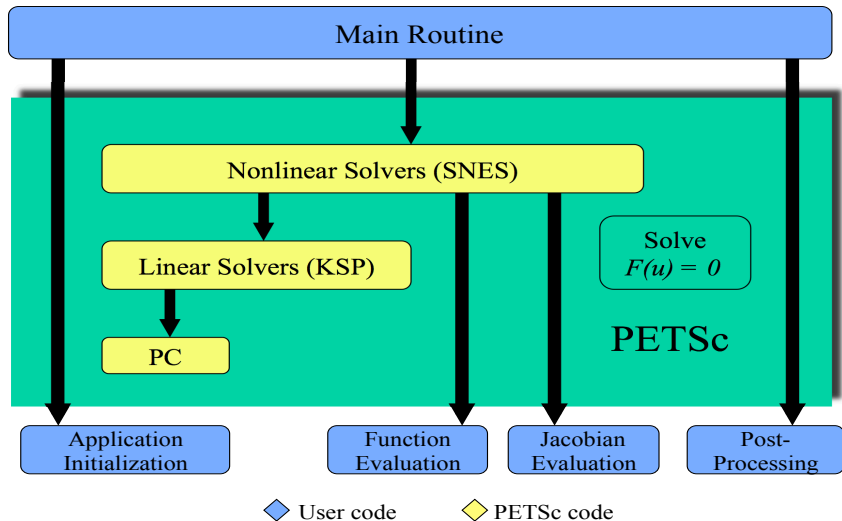 Main Routine
Nonlinear Solvers (SNES)
Linear Solvers (KSP)
Solve
F(u) = 0
PC
PETSc
Application
Initialization
Function
Evaluation
Jacobian
Evaluation
Post-
Processing
User code
PETSc code